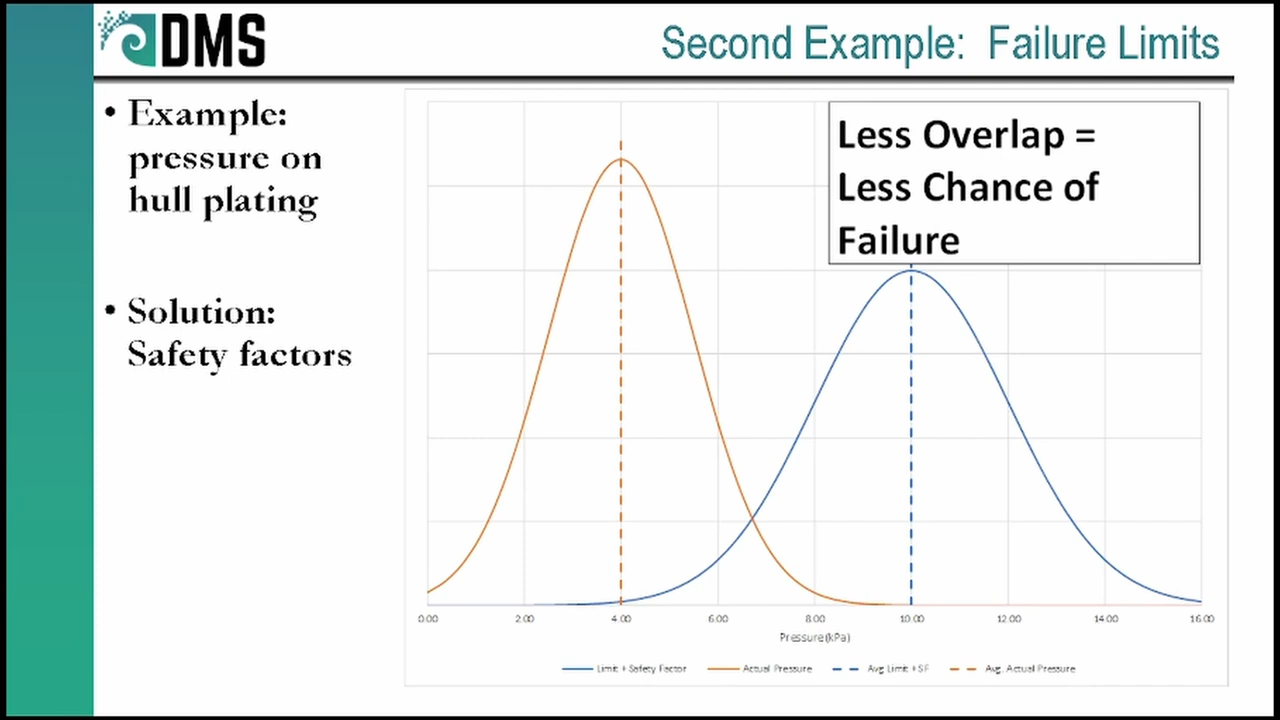 DMS
Second Example: Failure Limits
• Example:
pressure on
hull plating
• Solution:
Safety factors
Less Overlap =
Less Chance of
Failure
0.00 2.00 4.00 6.00 8.00 10.00 12.00 14.00 16.00
Pressure (kPa)
Limit + Safety Factor Actual Pressure Avg Limit + SF Avg. Actual Pressure